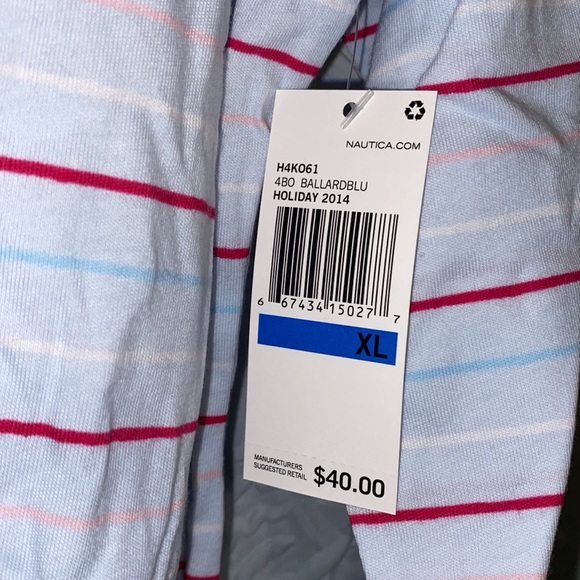 NAUTICA.COM
H4K061
4BO BALLARDBLU
HOLIDAY 2014
6 67434 15027 7
XL
MANUFACTURERS
SUGGESTED RETAIL $40.00